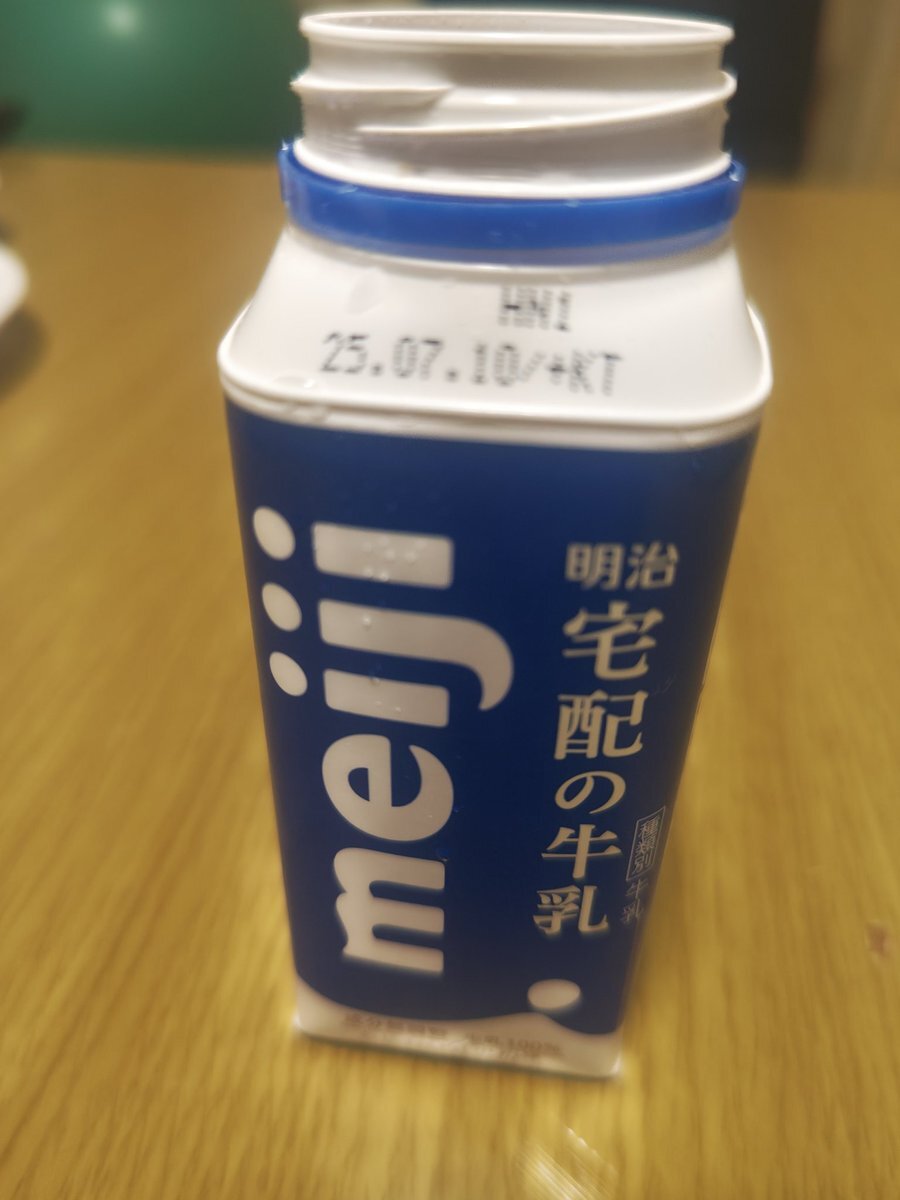 HN1
25.07.10/+KT
meiji
明治
宅配の牛乳
種類別 牛乳